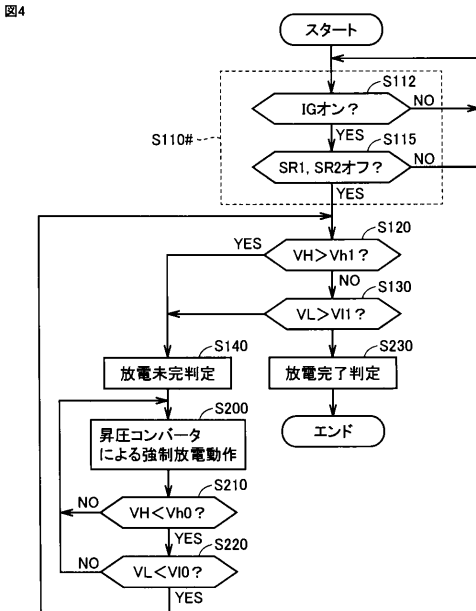 図4
スタート
S112
IGオン?
NO
YES
S110#
S115
SR1, SR2オフ?
NO
YES
S120
YES
VH>Vh1?
NO
S130
VL>Vl1?
YES
NO
S140
放電未完判定
S230
放電完了判定
エンド
S200
昇圧コンバータ
による強制放電動作
S210
NO
VH<Vh0?
YES
S220
NO
VL<Vl0?
YES